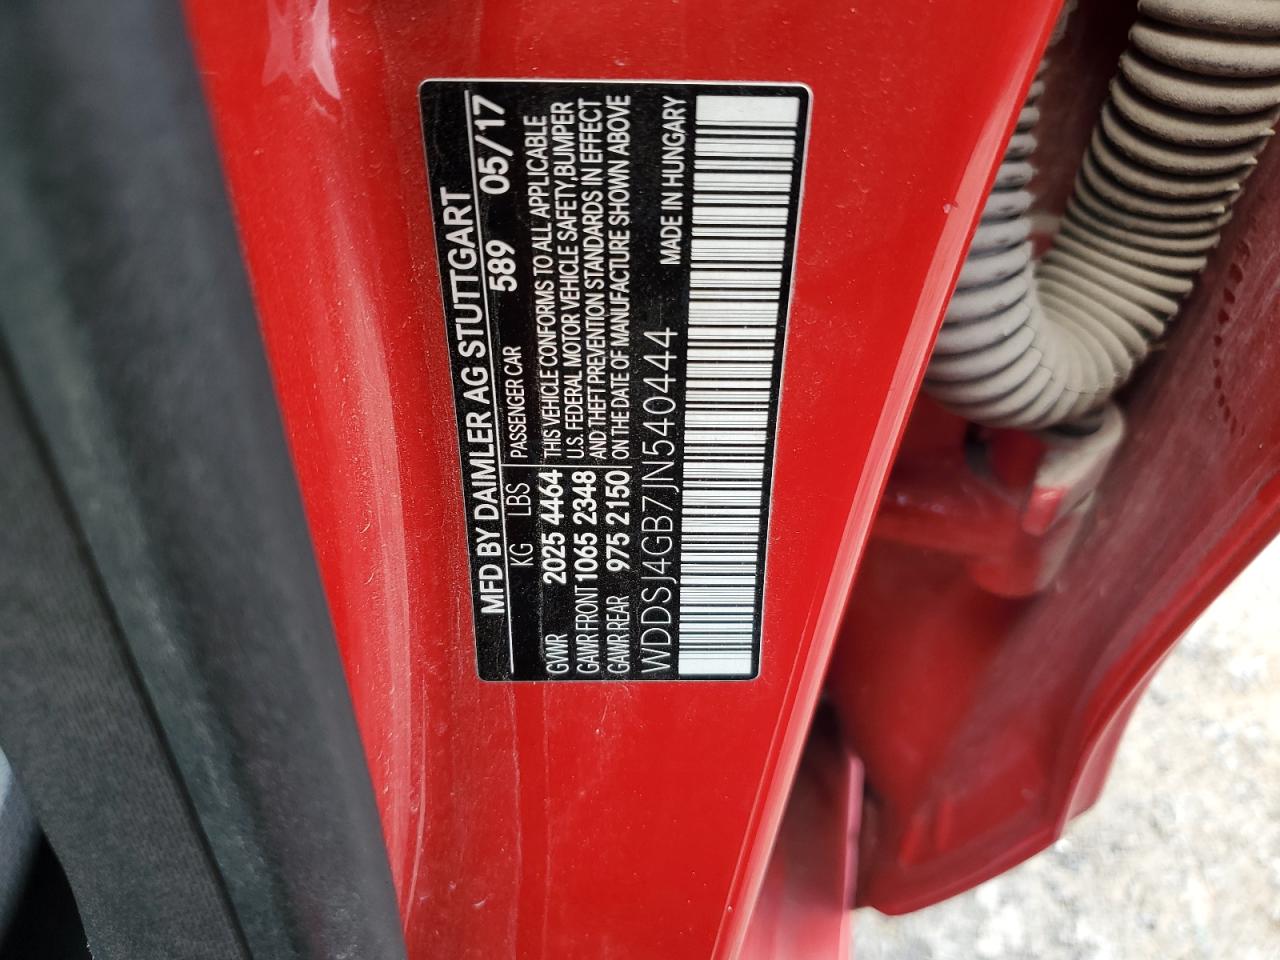 MFD BY DAIMLER AG STUTTGART
KG LBS PASSENGER CAR 589 05/17
GVWR 2025 4464 THIS VEHICLE CONFORMS TO ALL APPLICABLE
GAWR FRONT 1065 2348 U.S. FEDERAL MOTOR VEHICLE SAFETY,BUMPER
AND THEFT PREVENTION STANDARDS IN EFFECT
GAWR REAR 975 2150 ON THE DATE OF MANUFACTURE SHOWN ABOVE
WDDSJ4GB7JN540444 MADE IN HUNGARY